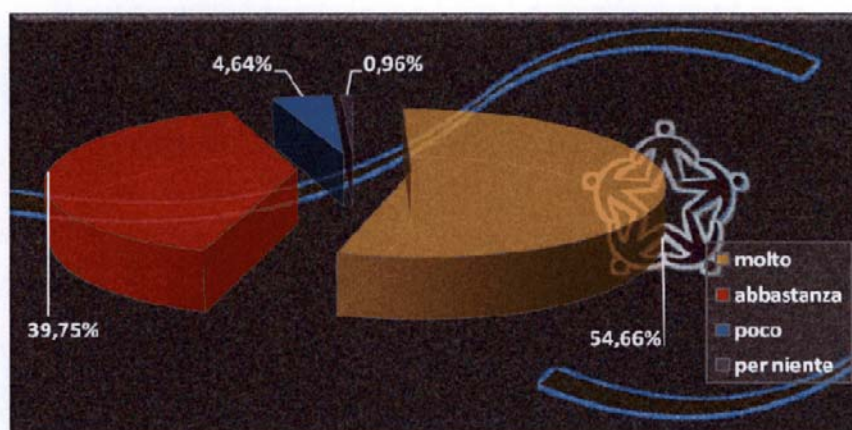 4,64%
0,96%
39,75%
54,66%
molto
abbastanza
poco
per niente